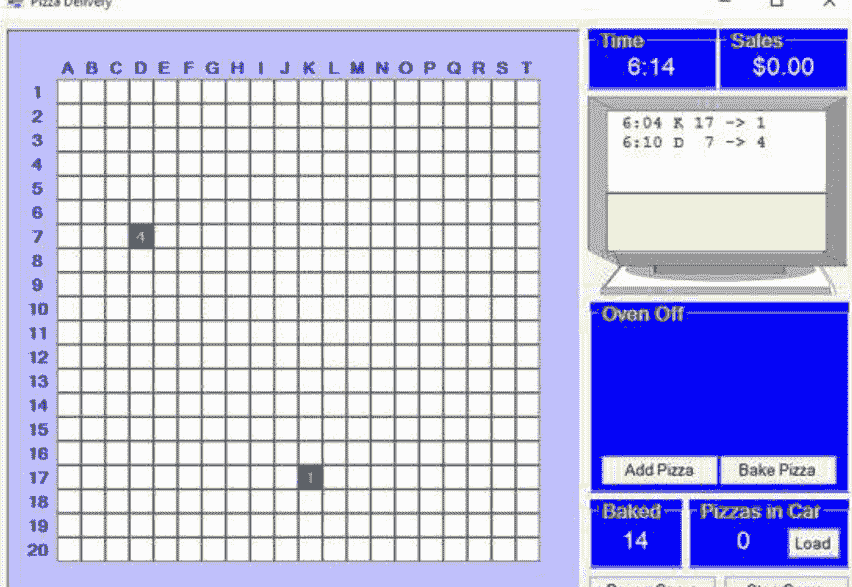 Pizza Delivery
A B C D E F G H I J K L M N O P Q R S T
1
2
3
4
5
6
7 4
8
9
10
11
12
13
14
15
16
17 1
18
19
20
Time
6:14
Sales
$0.00
6:04 K 17 -> 1
6:10 D 7 -> 4
Oven Off
Add Pizza
Bake Pizza
Baked
14
Pizzas in Car
0
Load